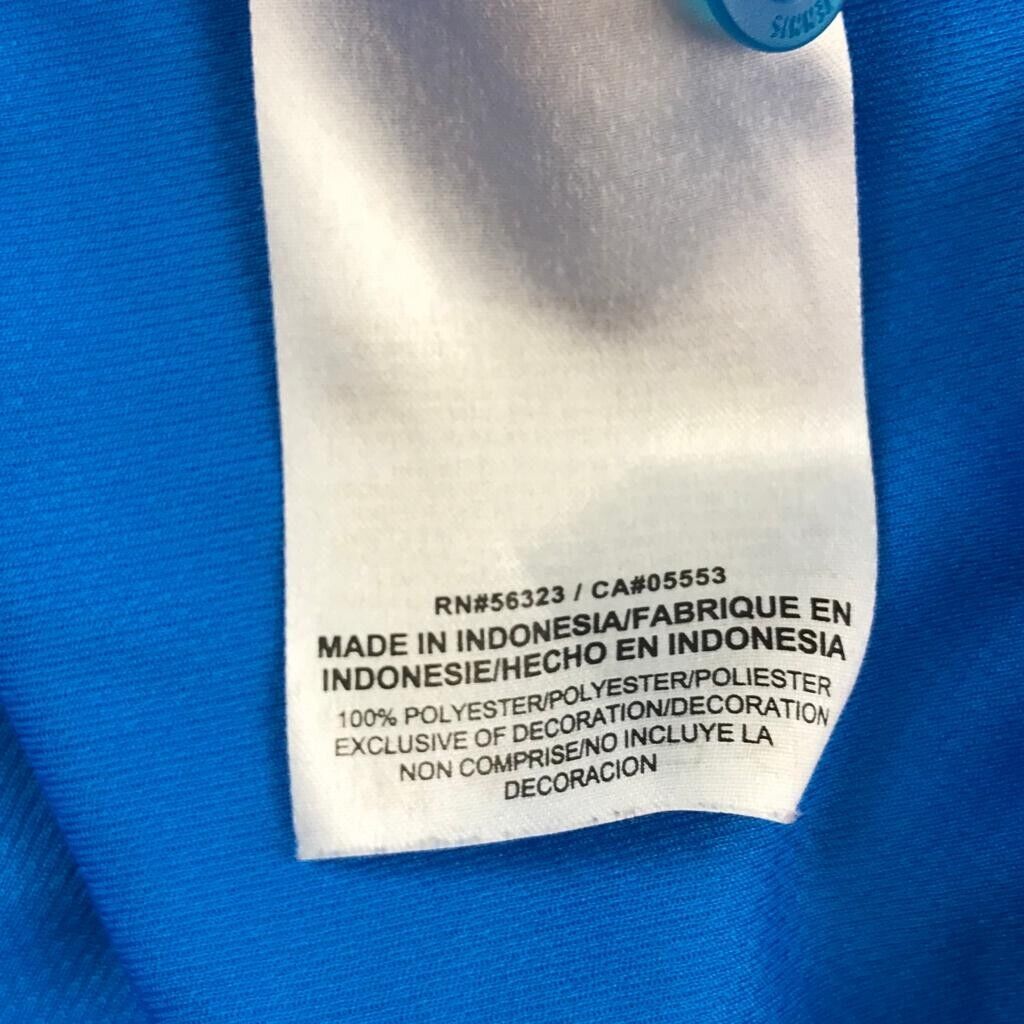 RN#56323 / CA#05553
MADE IN INDONESIA/FABRIQUE EN
INDONESIE/HECHO EN INDONESIA
100% POLYESTER/POLYESTER/POLIESTER
EXCLUSIVE OF DECORATION/DECORATION
NON COMPRISE/NO INCLUYE LA
DECORACION